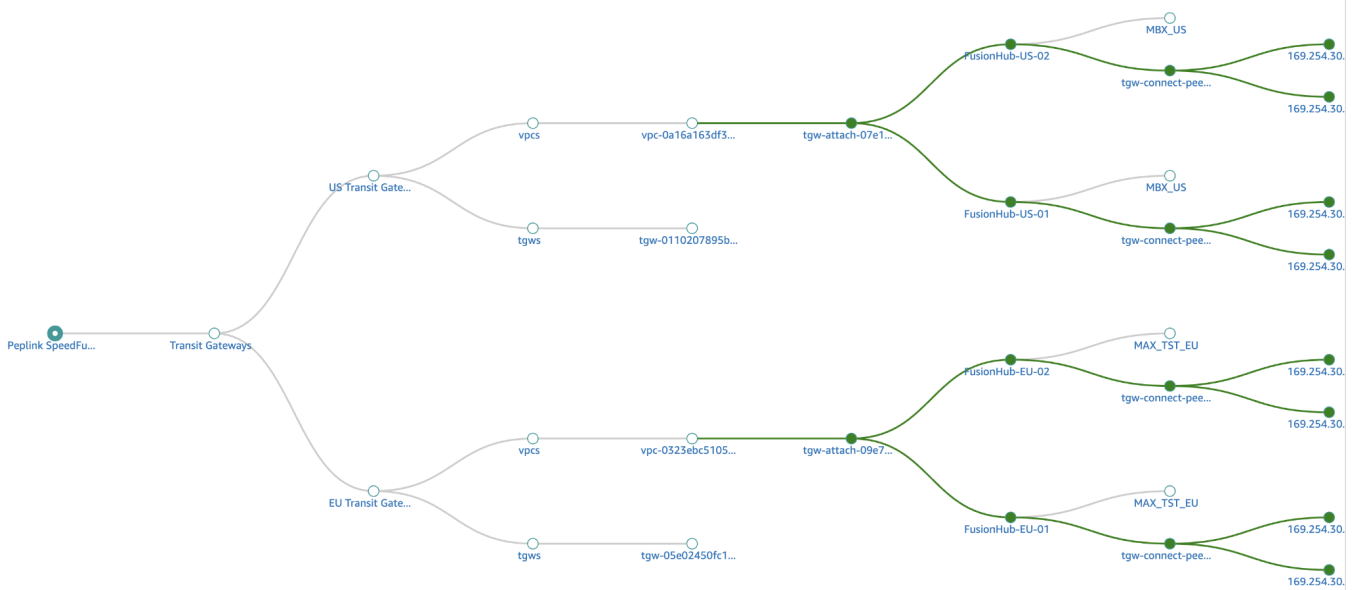 MBX_US
FusionHub-US-02
169.254.30.
tgw-connect-pee...
169.254.30.
vpcs
vpc-0a16a163df3...
tgw-attach-07e1...
US Transit Gate...
MBX_US
FusionHub-US-01
169.254.30.
tgws
tgw-0110207895b...
tgw-connect-pee...
169.254.30.
Peplink SpeedFu...
Transit Gateways
MAX_TST_EU
FusionHub-EU-02
169.254.30.
tgw-connect-pee...
169.254.30.
vpcs
vpc-0323ebc5105...
tgw-attach-09e7...
EU Transit Gate...
MAX_TST_EU
FusionHub-EU-01
169.254.30.
tgws
tgw-05e02450fc1...
tgw-connect-pee...
169.254.30.